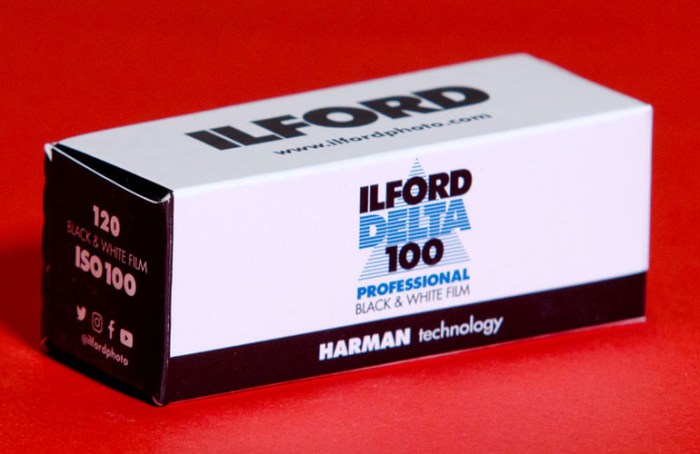 ILFORD
www.ilfordphoto.com
ILFORD
DELTA
100
PROFESSIONAL
BLACK & WHITE FILM
HARMAN technology
120
BLACK & WHITE FILM
ISO 100
@ilfordphoto